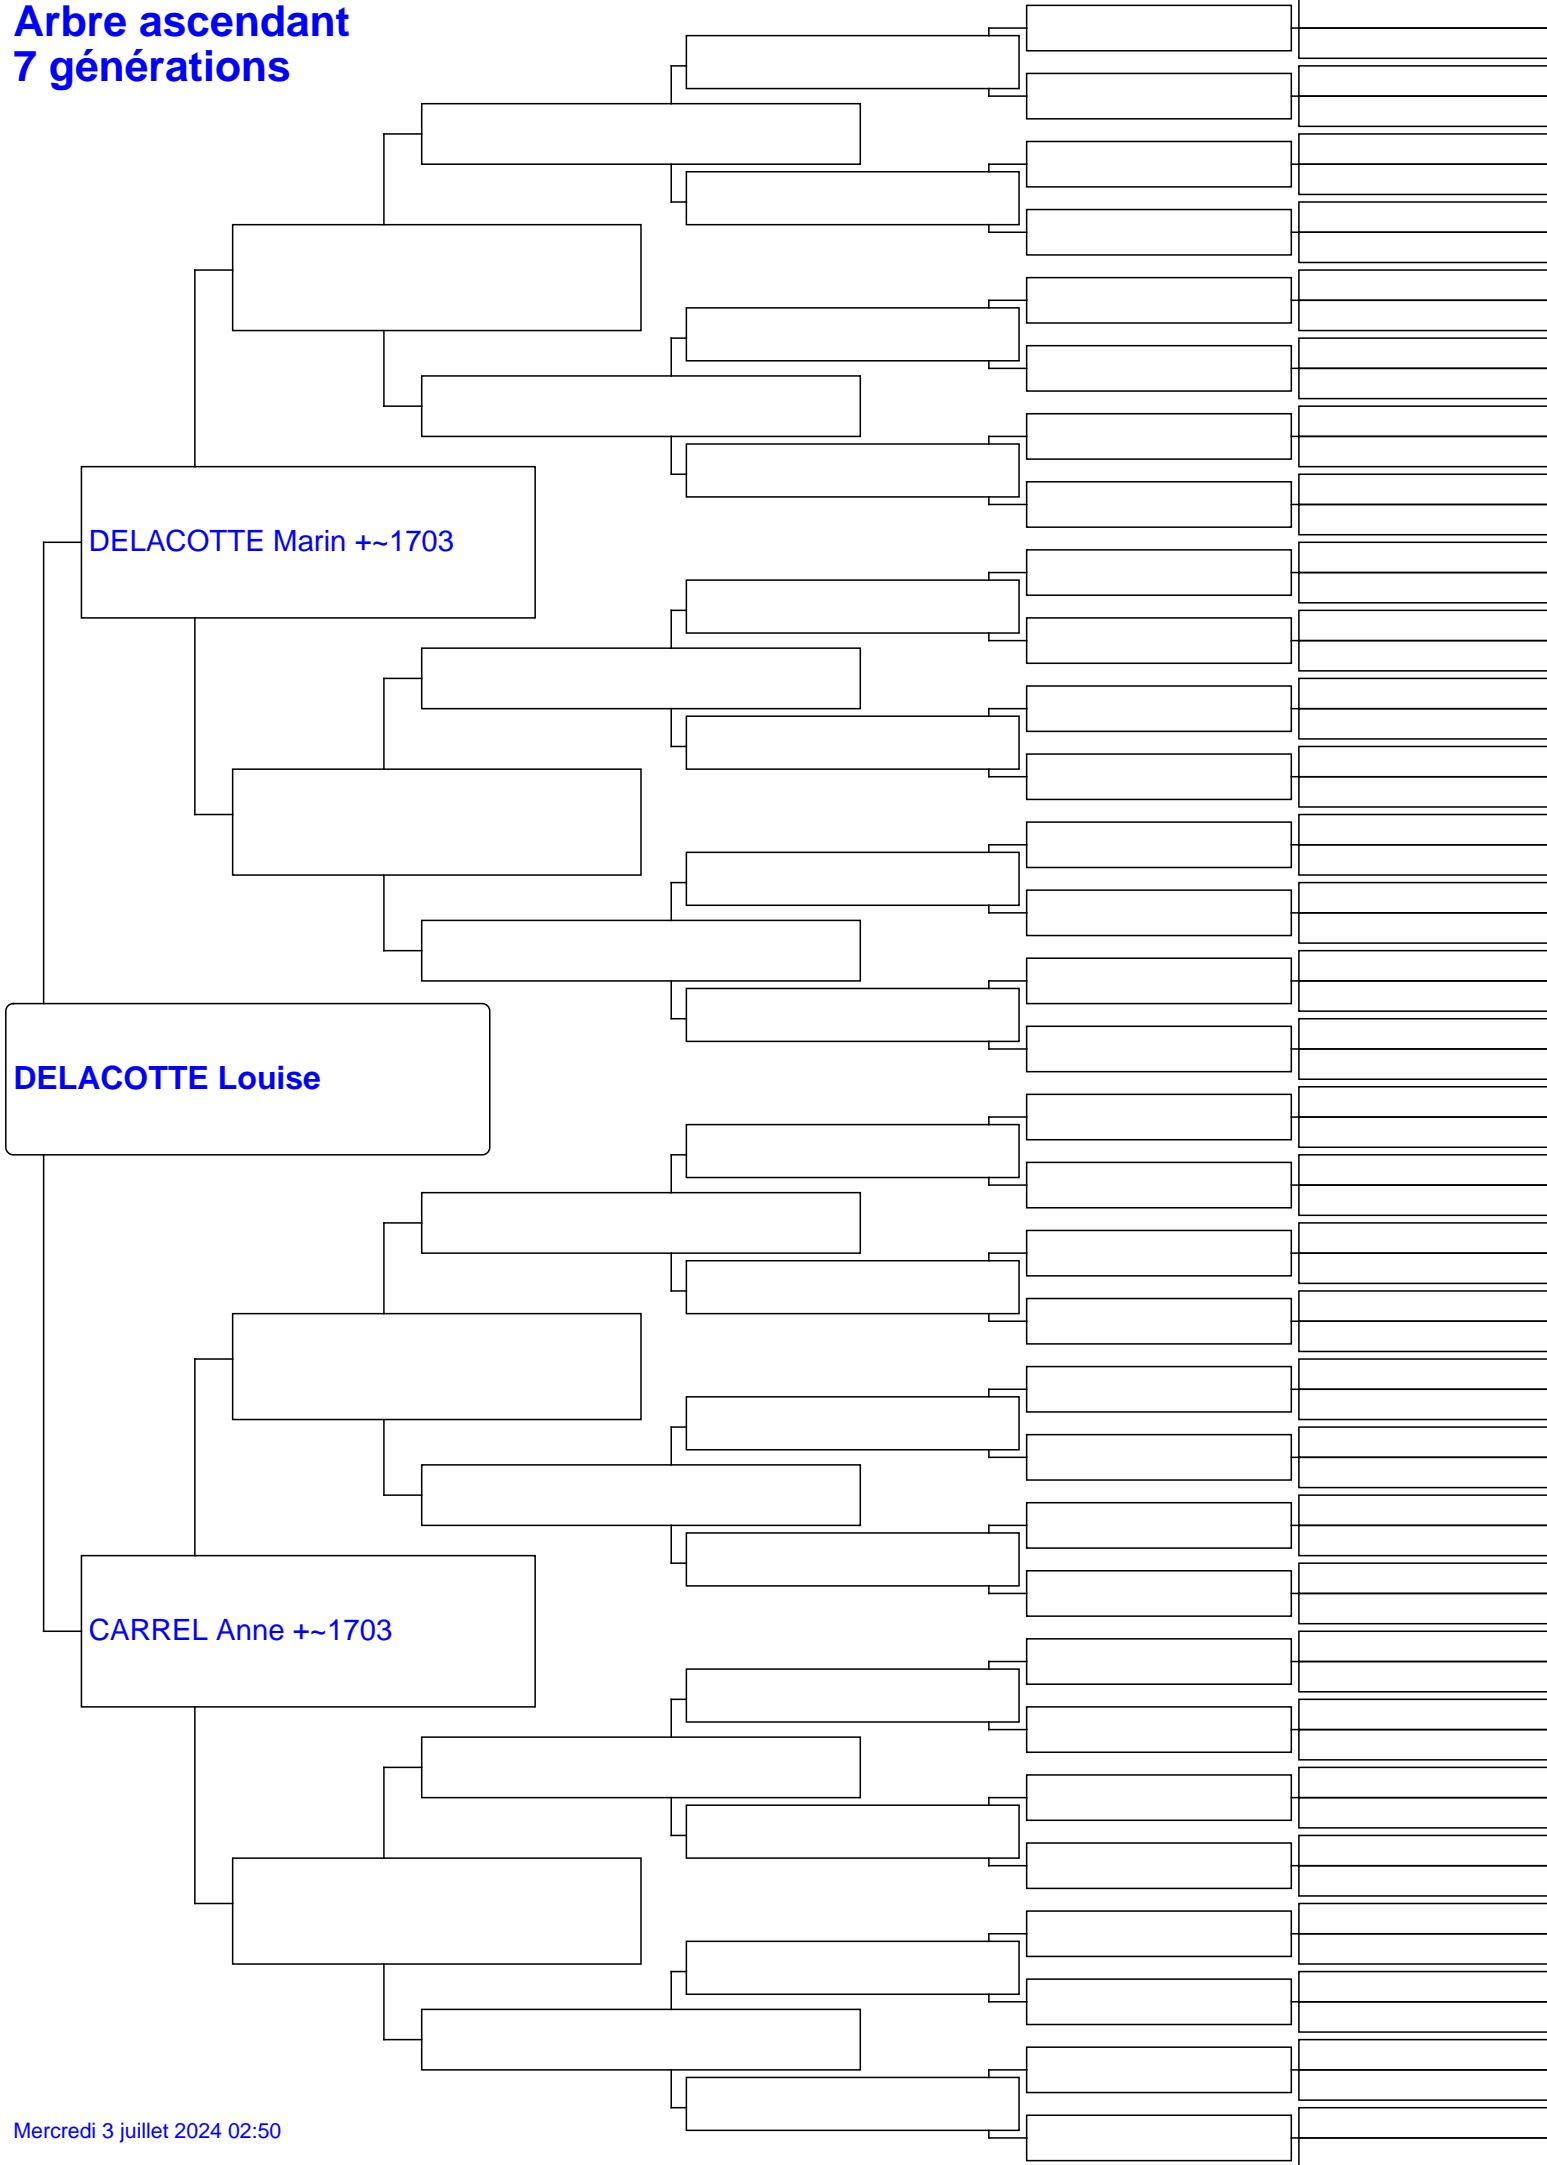 Arbre ascendant
7 générations
DELACOTTE Marin +~1703
DELACOTTE Louise
CARREL Anne +~1703
Mercredi 3 juillet 2024 02:50